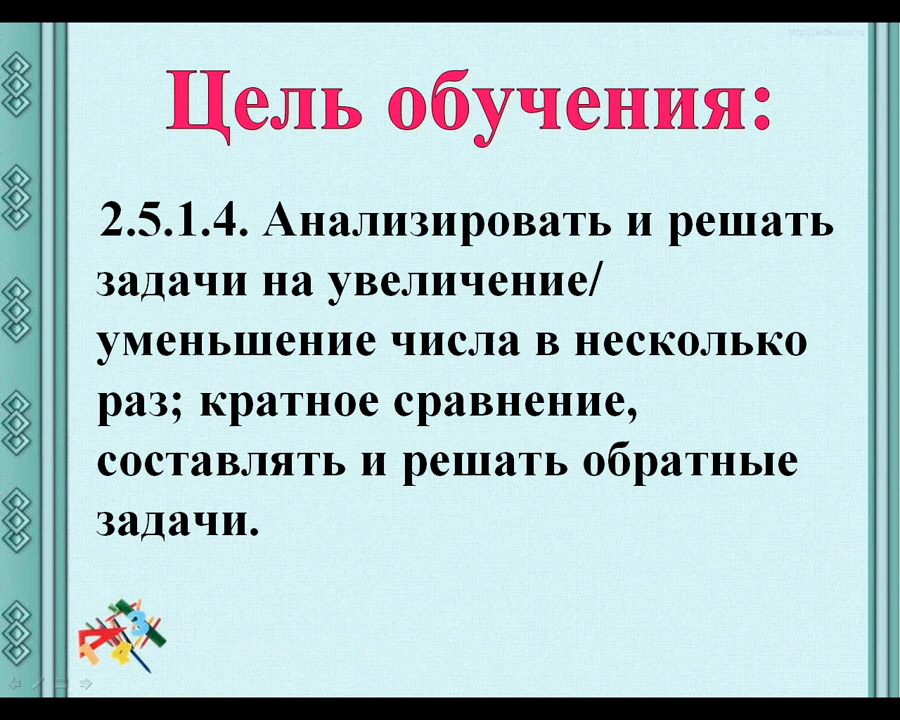 Цель обучения:
2.5.1.4. Анализировать и решать
задачи на увеличение/
уменьшение числа в несколько
раз; кратное сравнение,
составлять и решать обратные
задачи.